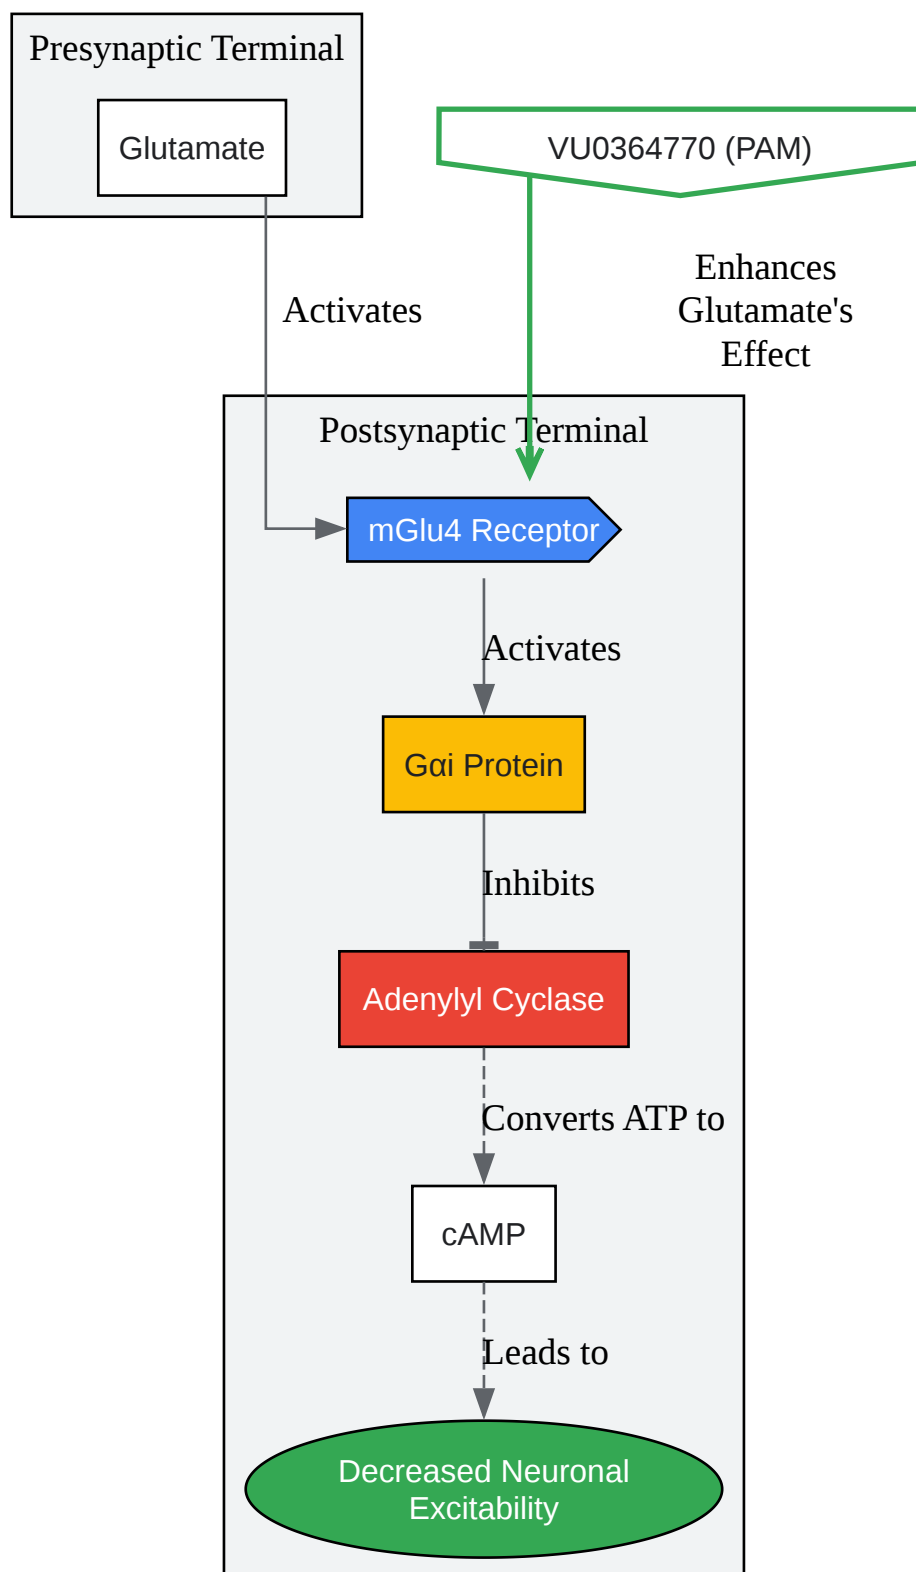 Presynaptic Terminal
Glutamate
VU0364770 (PAM)
Activates
Enhances
Glutamate's
Effect
Postsynaptic Terminal
mGlu4 Receptor
Activates
Gαi Protein
Inhibits
Adenylyl Cyclase
Converts ATP to
cAMP
Leads to
Decreased Neuronal
Excitability